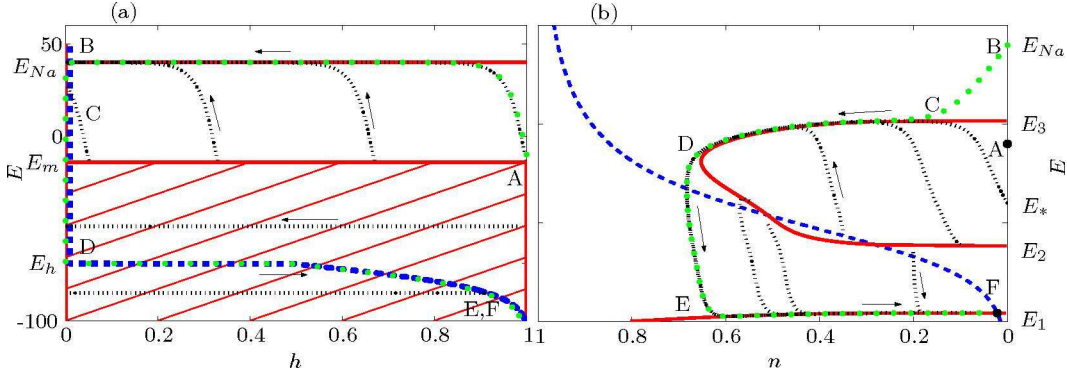 (a)
50
B
E_{Na}
C
0
E
E_m
A
D
E_h
E,F
-100
0 0.2 0.4 0.6 0.8 1
h
(b)
B
E_{Na}
C
E_3
D
A
E
E_*
E_2
F
E
E_1
1 0.8 0.6 0.4 0.2 0
n